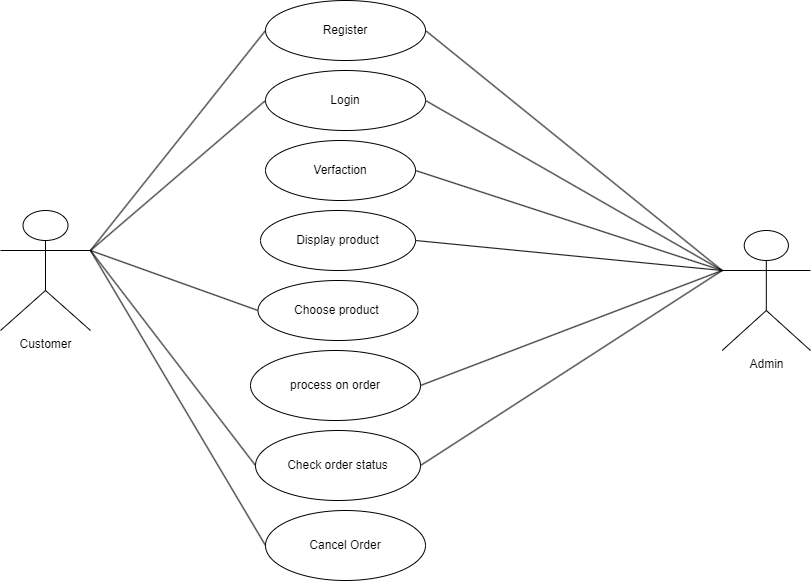 Register
Login
Verfaction
Display product
Choose product
process on order
Check order status
Cancel Order
Customer
Admin